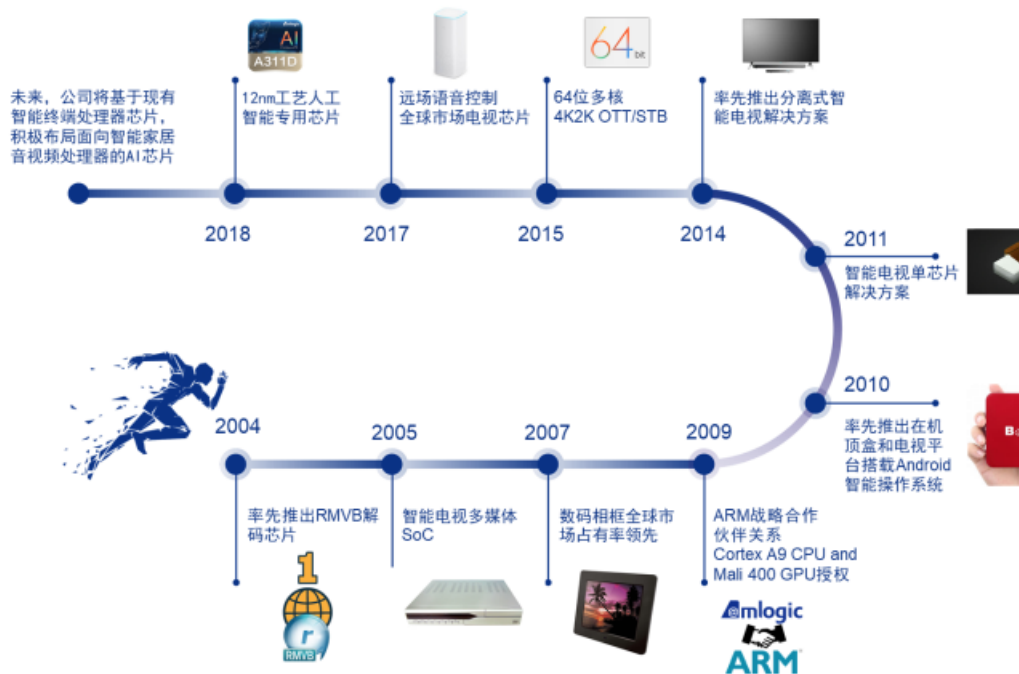 Amlogic
AI
A311D
64 bit
未来，公司将基于现有
智能终端处理器芯片，
积极布局面向智能家居
音视频处理器的AI芯片
12nm工艺人工
智能专用芯片
远场语音控制
全球市场电视芯片
64位多核
4K2K OTT/STB
率先推出分离式智
能电视解决方案
2018
2017
2015
2014
2011
智能电视单芯片
解决方案
2010
率先推出在机
顶盒和电视平
台搭载Android
智能操作系统
2004
2005
2007
2009
率先推出RMVB解
码芯片
智能电视多媒体
SoC
数码相框全球市
场占有率领先
ARM战略合作
伙伴关系
Cortex A9 CPU and
Mali 400 GPU授权
1
r
RMVB
Amlogic
ARM